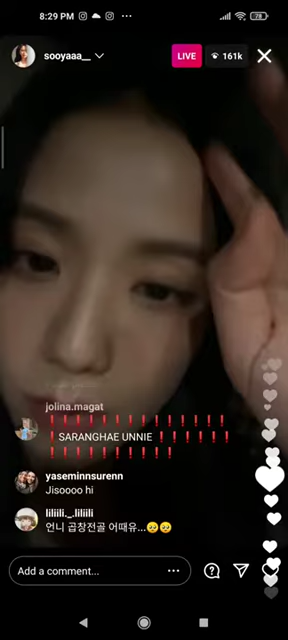 8:29 PM
78
sooyaaa__
LIVE
161k
jolina.magat
❗❗❗❗❗❗❗❗❗❗❗❗❗❗
❗SARANGHAE UNNIE❗❗❗❗❗❗
❗❗❗❗❗❗❗❗❗❗❗❗
yaseminnsurenn
Jisoooo hi
liliili._.liliili
언니 곱창전골 어때유...🥺🥺
Add a comment...